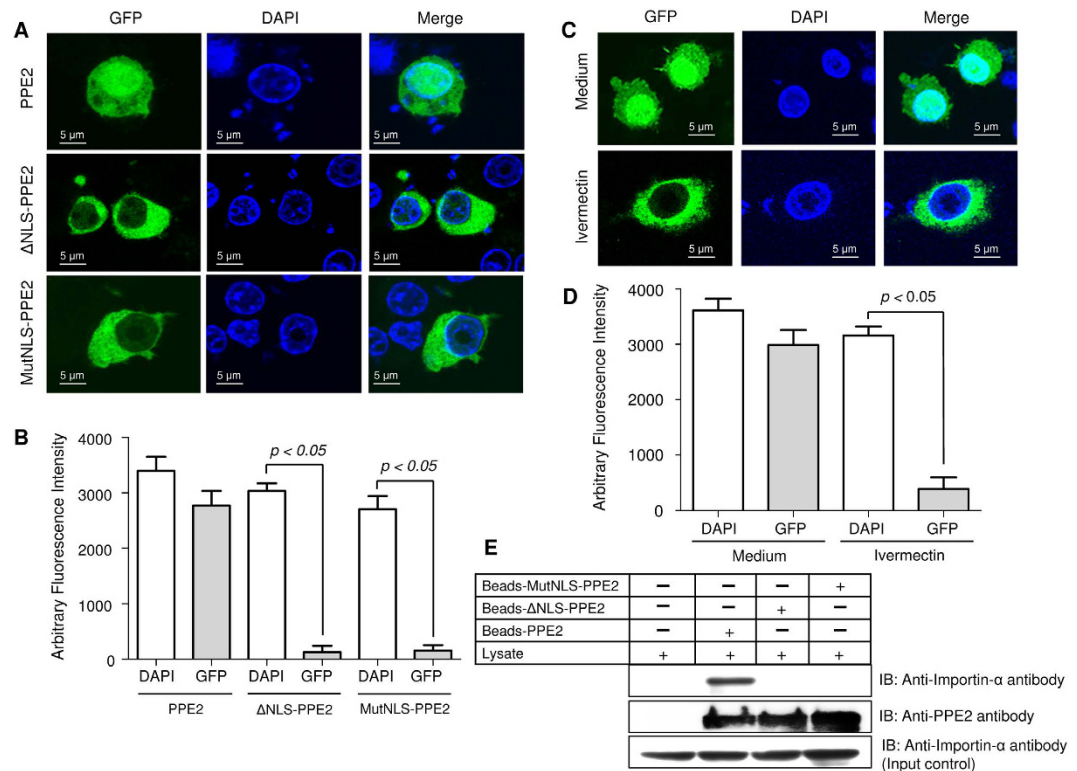 A
GFP DAPI Merge
PPE2
5 µm 5 µm 5 µm
ΔNLS-PPE2
5 µm 5 µm 5 µm
MutNLS-PPE2
5 µm 5 µm 5 µm
B
Arbitrary Fluorescence Intensity
4000
3000
2000
1000
0
p < 0.05
p < 0.05
DAPI GFP DAPI GFP DAPI GFP
PPE2 ΔNLS-PPE2 MutNLS-PPE2
C
GFP DAPI Merge
Medium
5 µm 5 µm 5 µm
Ivermectin
5 µm 5 µm 5 µm
D
Arbitrary Fluorescence Intensity
4000
3000
2000
1000
0
p < 0.05
DAPI GFP DAPI GFP
Medium Ivermectin
E
Beads-MutNLS-PPE2 − − − +
Beads-ΔNLS-PPE2 − − + −
Beads-PPE2 − + − −
Lysate + + + +
IB: Anti-Importin-α antibody
IB: Anti-PPE2 antibody
IB: Anti-Importin-α antibody
(Input control)